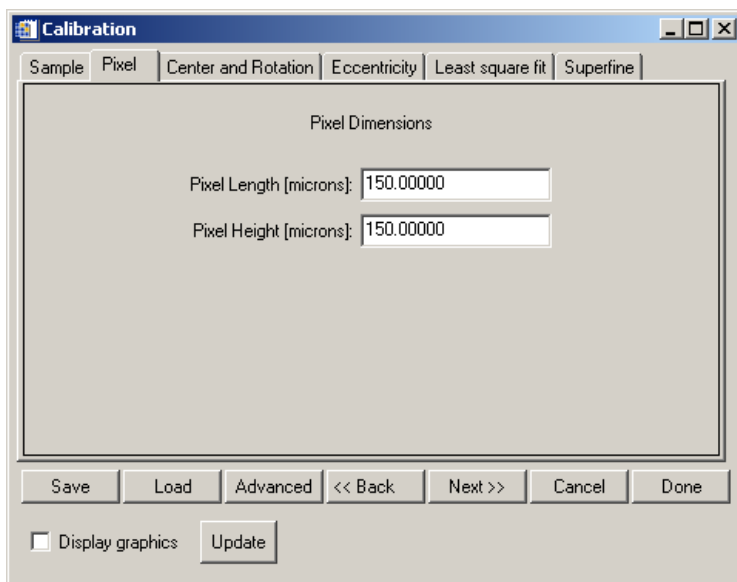 Calibration
Sample Pixel Center and Rotation Eccentricity Least square fit Superfine
Pixel Dimensions
Pixel Length [microns]: 150.00000
Pixel Height [microns]: 150.00000
Save Load Advanced << Back Next >> Cancel Done
Display graphics Update